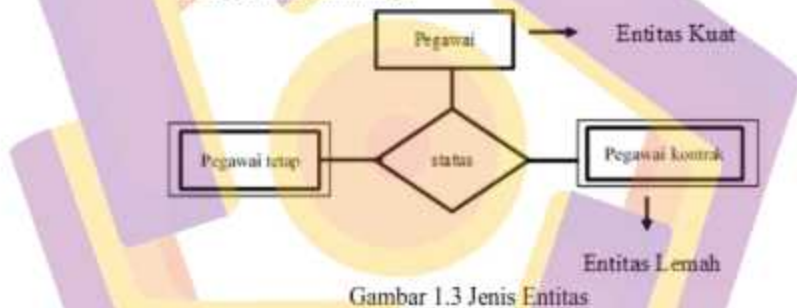 Pegawai
Entitas Kuat
Pegawai tetap
status
Pegawai kontrak
Entitas Lemah
Gambar 1.3 Jenis Entitas